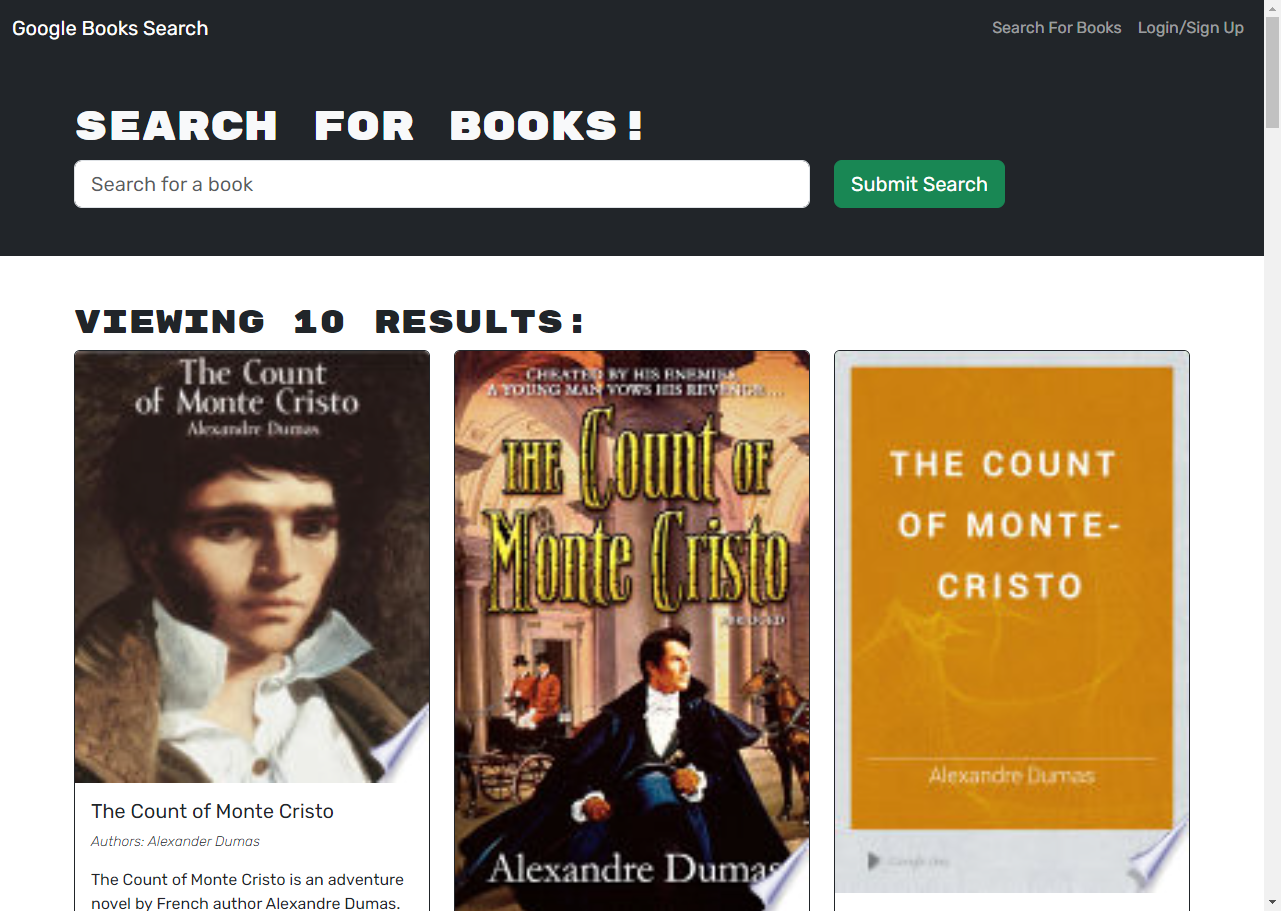 Google Books Search
Search For Books
Login/Sign Up
SEARCH FOR BOOKS!
Search for a book
Submit Search
VIEWING 10 RESULTS:
The Count
of Monte Cristo
Alexandre Dumas
The Count of Monte Cristo
Authors: Alexander Dumas
The Count of Monte Cristo is an adventure
novel by French author Alexandre Dumas.
CHEATED BY HIS ENEMIES
A YOUNG MAN VOWS HIS REVENGE...
THE Count OF
Monte Cristo
ABRIDGED
Alexandre Dumas
THE COUNT
OF MONTE-
CRISTO
Alexandre Dumas